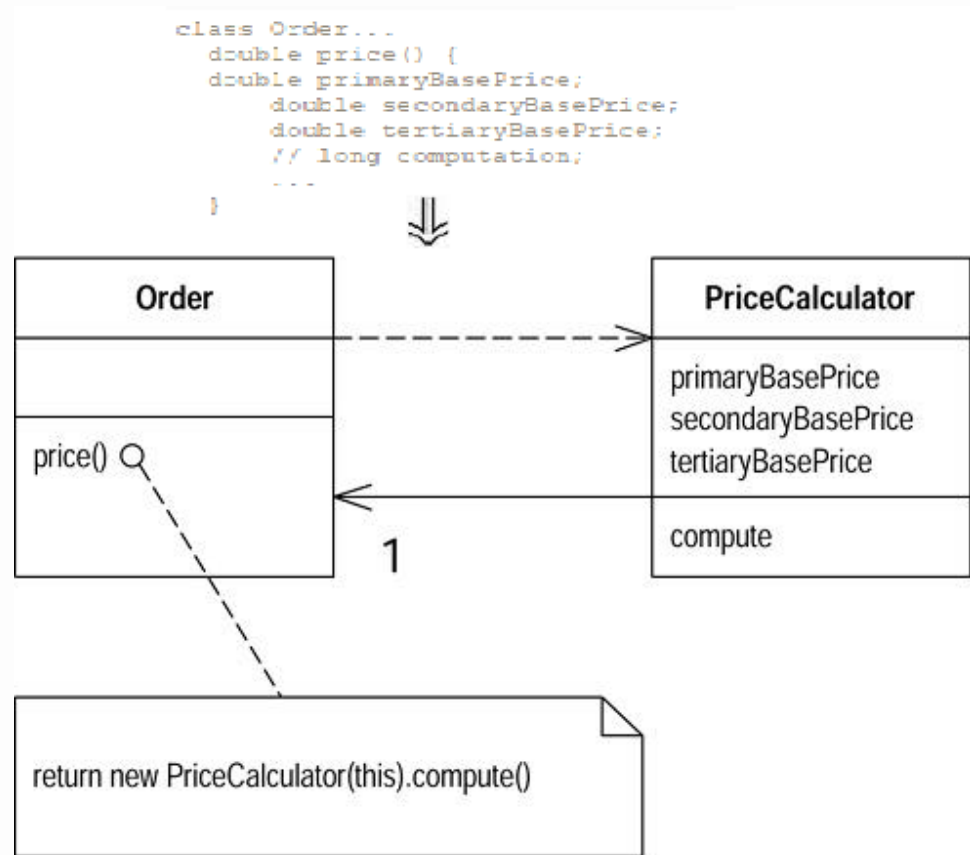 class Order...
double price() {
double primaryBasePrice;
double secondaryBasePrice;
double tertiaryBasePrice;
// long computation;
...
}
Order
price()
1
PriceCalculator
primaryBasePrice
secondaryBasePrice
tertiaryBasePrice
compute
return new PriceCalculator(this).compute()